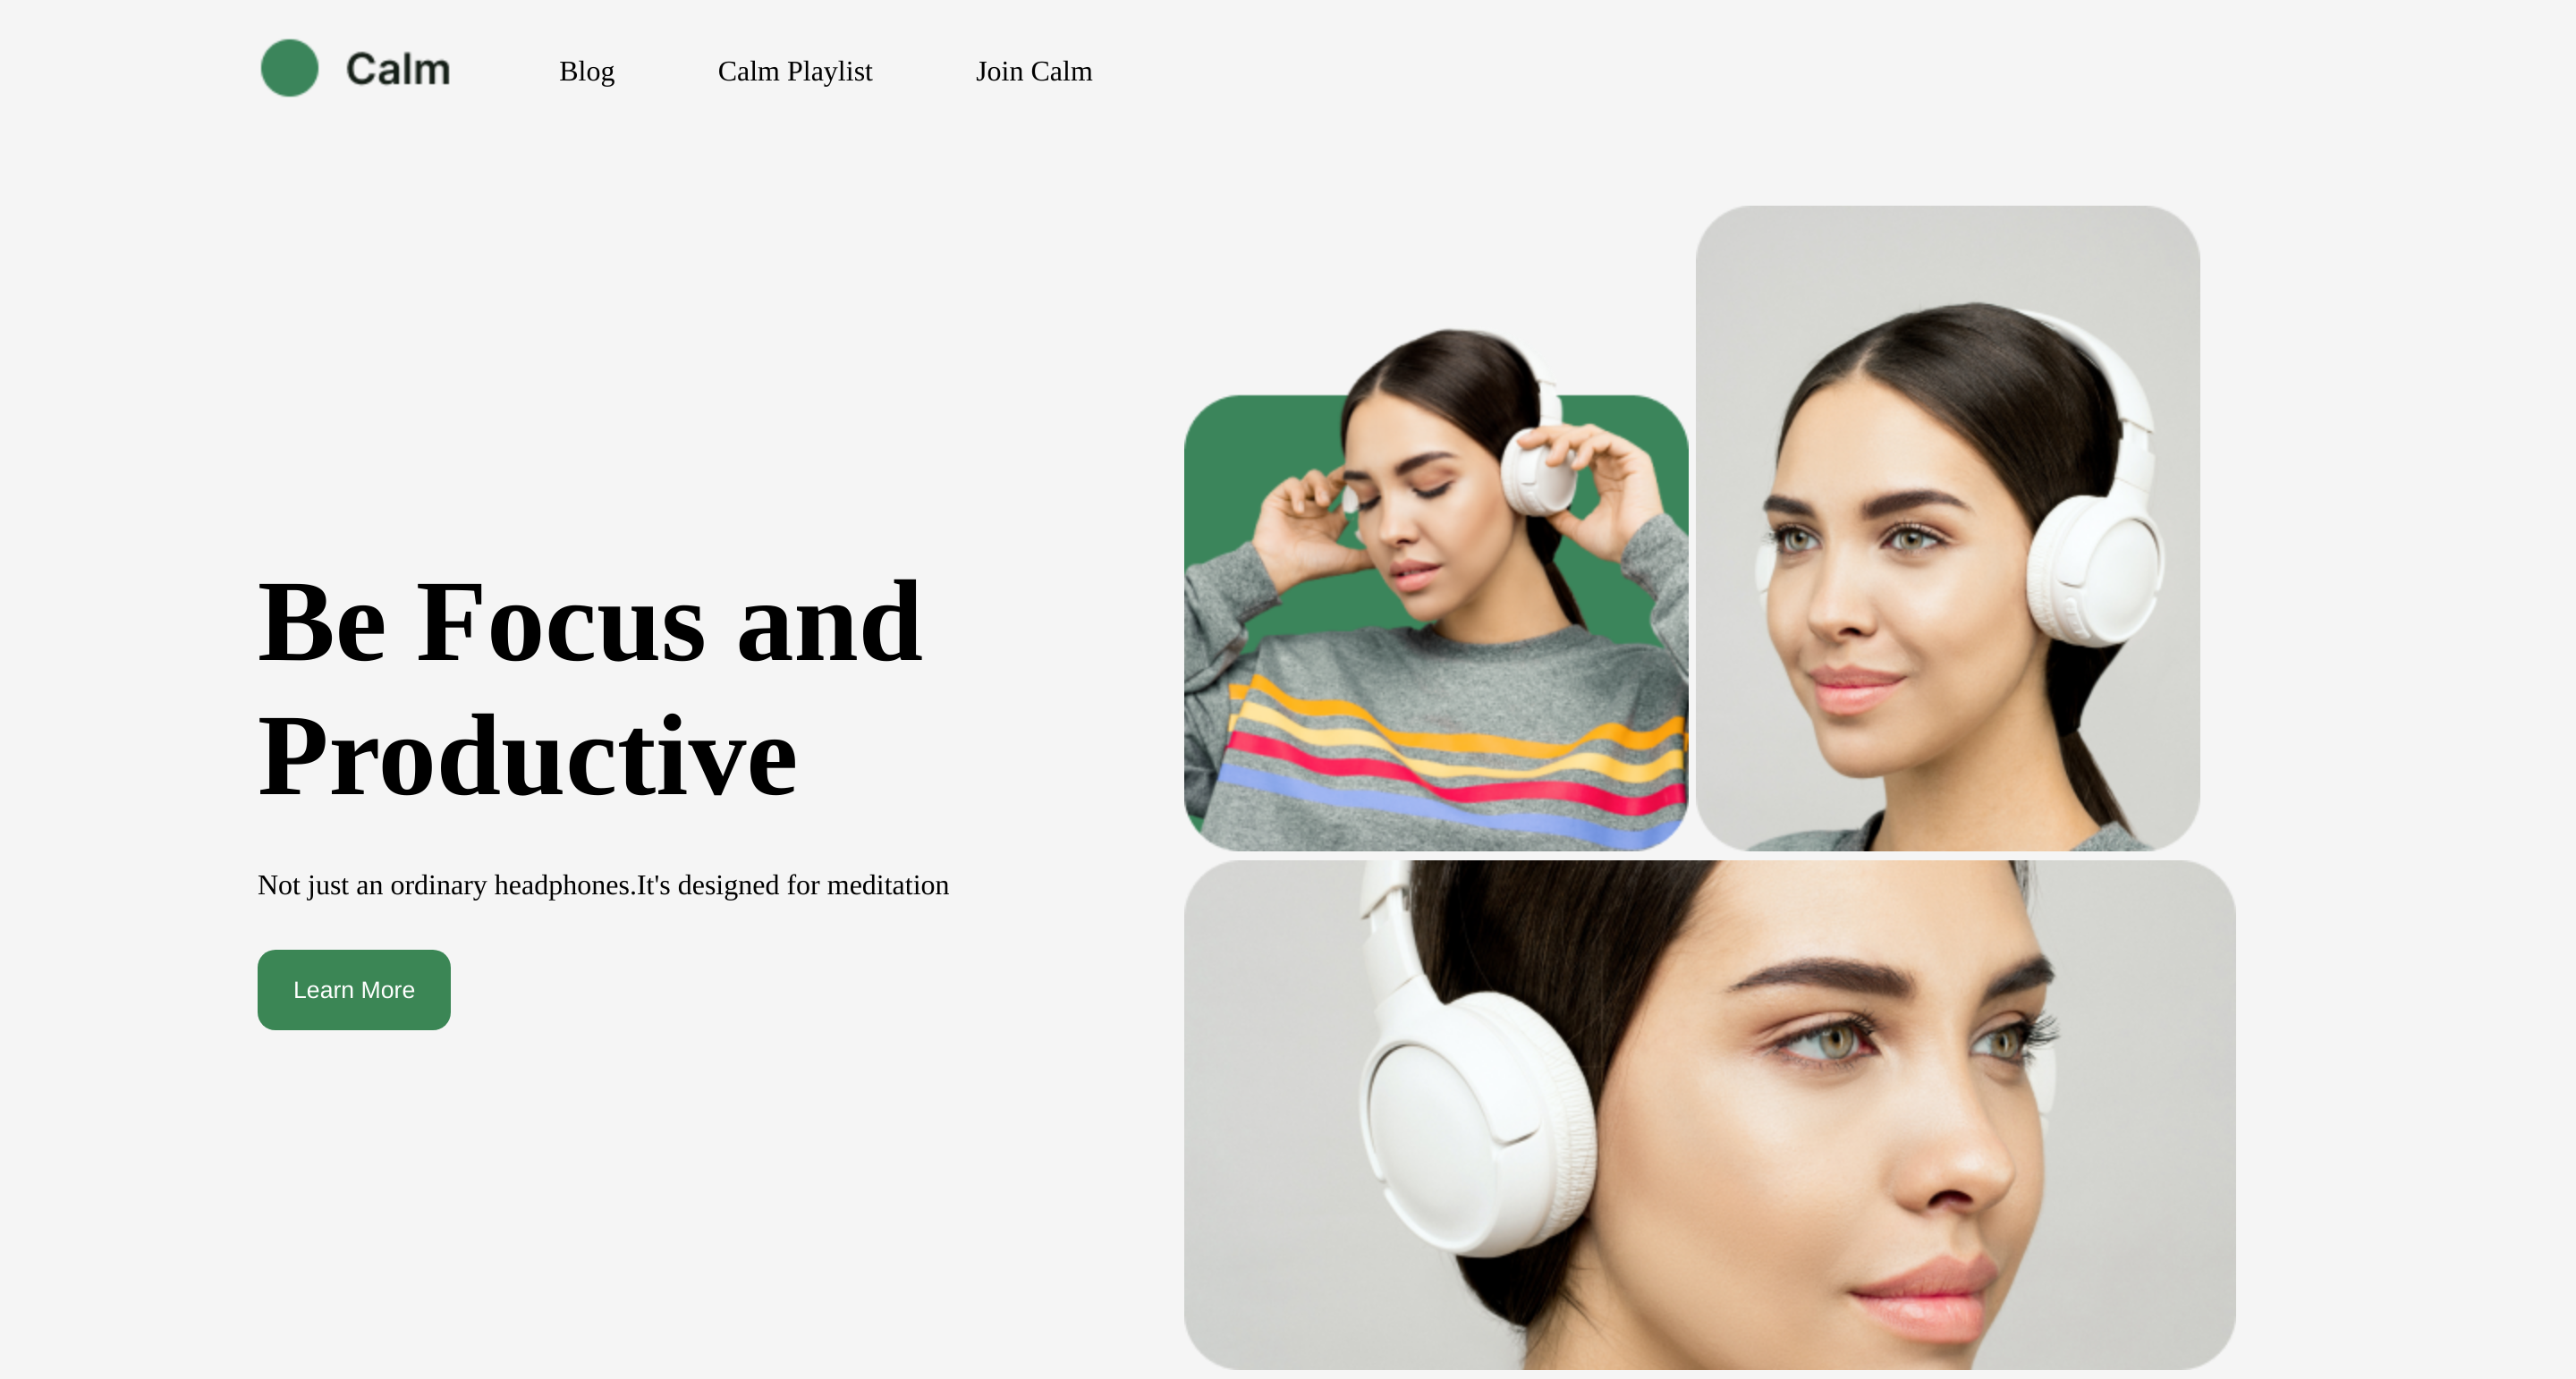 Calm
Blog
Calm Playlist
Join Calm
Be Focus and
Productive
Not just an ordinary headphones.It's designed for meditation
Learn More